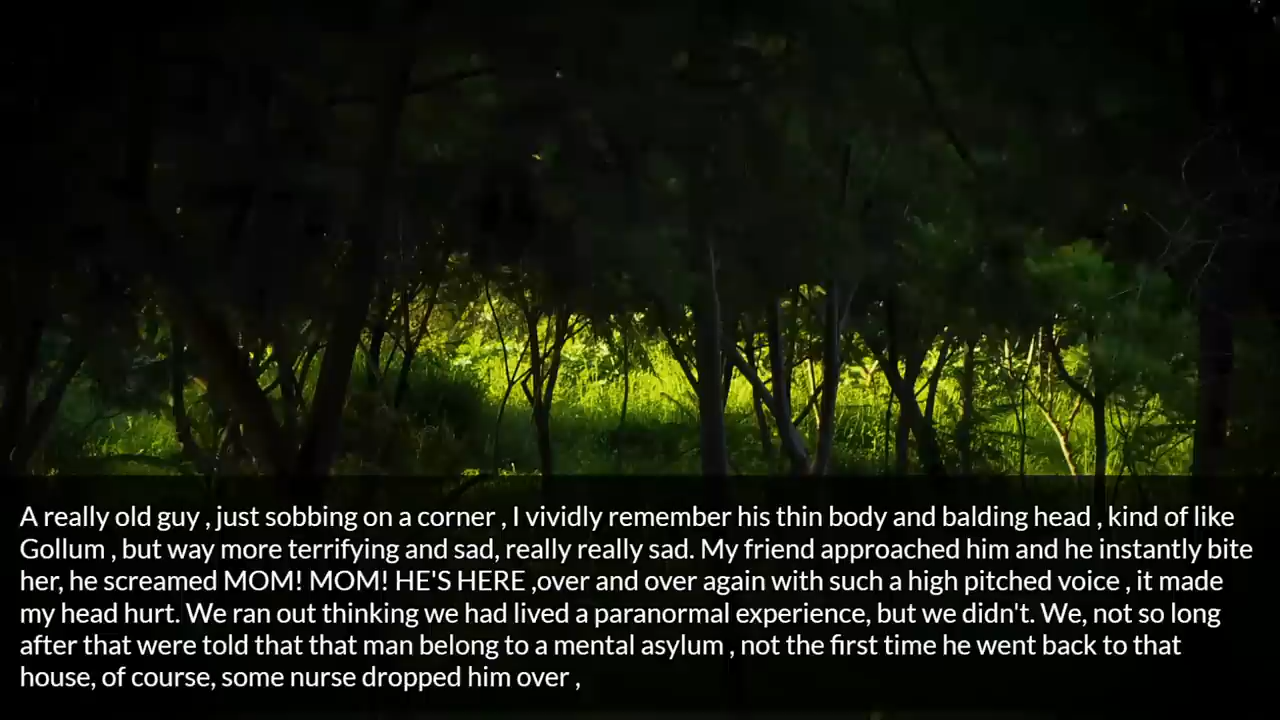 A really old guy , just sobbing on a corner , I vividly remember his thin body and balding head , kind of like
Gollum , but way more terrifying and sad, really really sad. My friend approached him and he instantly bite
her, he screamed MOM! MOM! HE'S HERE ,over and over again with such a high pitched voice , it made
my head hurt. We ran out thinking we had lived a paranormal experience, but we didn't. We, not so long
after that were told that that man belong to a mental asylum , not the first time he went back to that
house, of course, some nurse dropped him over ,